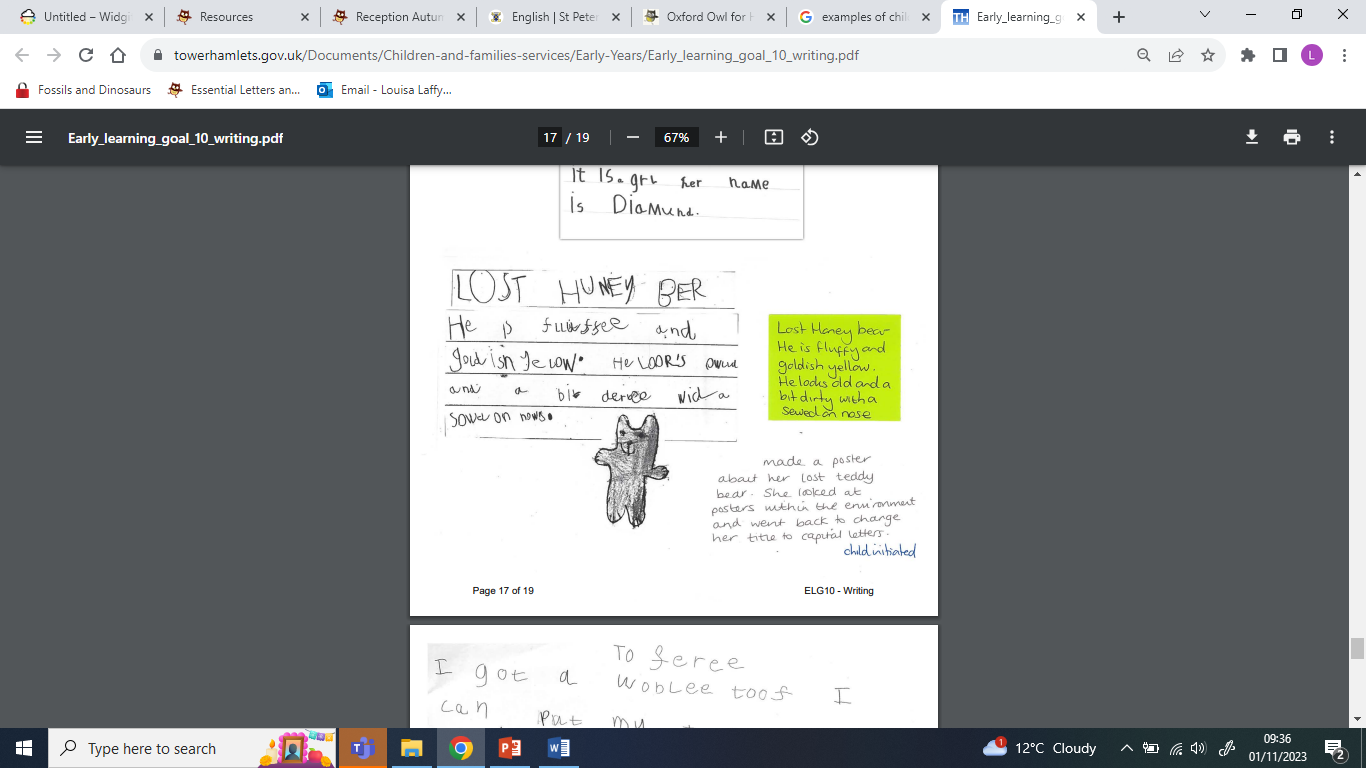 Untitled – Widgi
Resources
Reception Autun
English | St Peter
Oxford Owl for H
examples of chil
Early_learning_g
L
towerhamlets.gov.uk/Documents/Children-and-families-services/Early-Years/Early_learning_goal_10_writing.pdf
Fossils and Dinosaurs
Essential Letters an...
Email - Louisa Laffy...
Early_learning_goal_10_writing.pdf
17 / 19
67%
It Is a grL her name
is Diamund.
LOST HUNEY BER
He is and
goldish Yelow. He LOOR'S
and a bit deriee wid a
sowd on nows.
Lost Honey bear
He is fluffy and
goldish yellow.
He looks old and a
bit dirty with a
sewed on nose
made a poster
about her lost teddy
bear. She looked at
posters within the environment
and went back to change
her title to capital letters.
child initiated
Page 17 of 19
ELG10 - Writing
To feree
I got a wobLee toof I
can put my
Type here to search
1
12°C Cloudy
09:36
01/11/2023
2